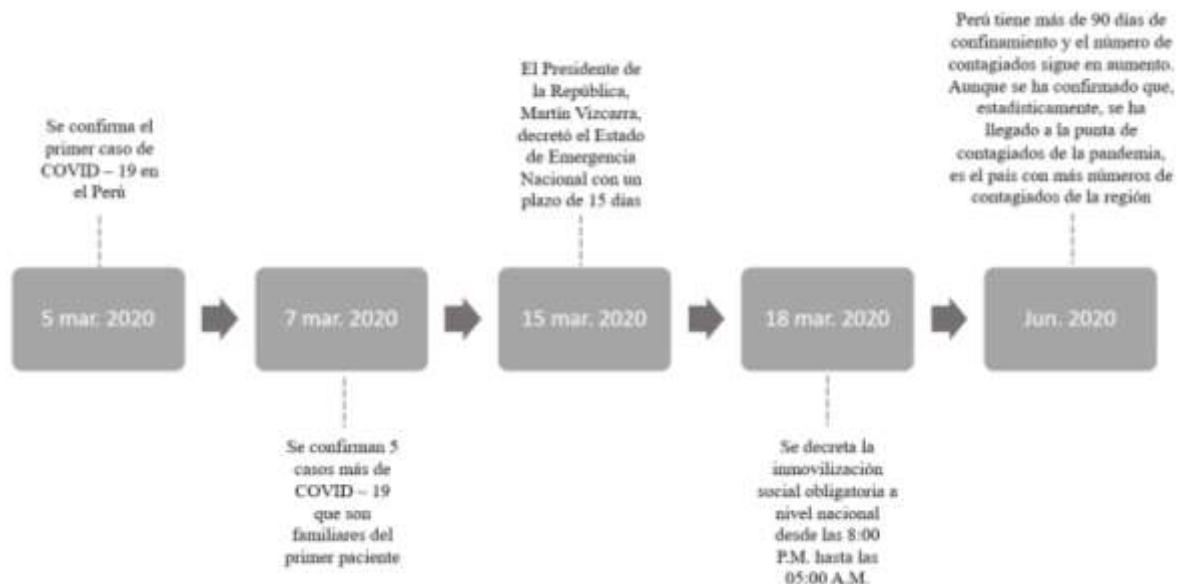 Se confirma el
primer caso de
COVID – 19 en
el Perú
5 mar. 2020
7 mar. 2020
Se confirman 5
casos más de
COVID – 19
que son
familiares del
primer paciente
El Presidente de
la República,
Martín Vizcarra,
decretó el Estado
de Emergencia
Nacional con un
plazo de 15 días
15 mar. 2020
18 mar. 2020
Se decreta la
inmovilización
social obligatoria a
nivel nacional
desde las 8:00
P.M. hasta las
05:00 A.M.
Perú tiene más de 90 días de
confinamiento y el número de
contagiados sigue en aumento.
Aunque se ha confirmado que,
estadísticamente, se ha
llegado a la punta de
contagiados de la pandemia,
es el país con más números de
contagiados de la región
Jun. 2020